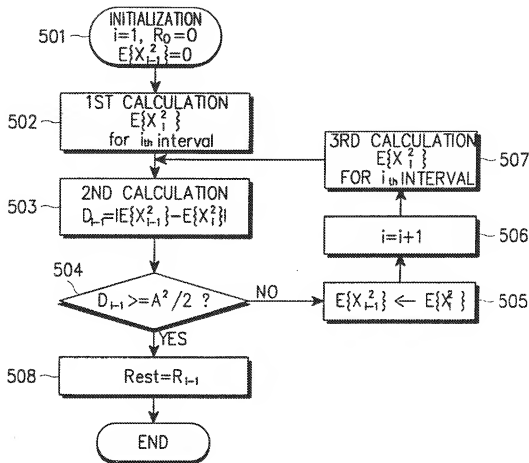 501
INITIALIZATION
i=1, R₀=0
E{X²ᵢ₋₁}=0
502
1ST CALCULATION
E{X²ᵢ}
for iₜₕ interval
503
2ND CALCULATION
Dᵢ₋₁=|E{X²ᵢ₋₁}-E{X²ᵢ}|
504
Dᵢ₋₁>=A²/2 ?
NO
YES
E{X²ᵢ₋₁} ← E{X²ᵢ}
505
i=i+1
506
3RD CALCULATION
E{X²ᵢ}
FOR iₜₕ INTERVAL
507
508
Rest=Rᵢ₋₁
END